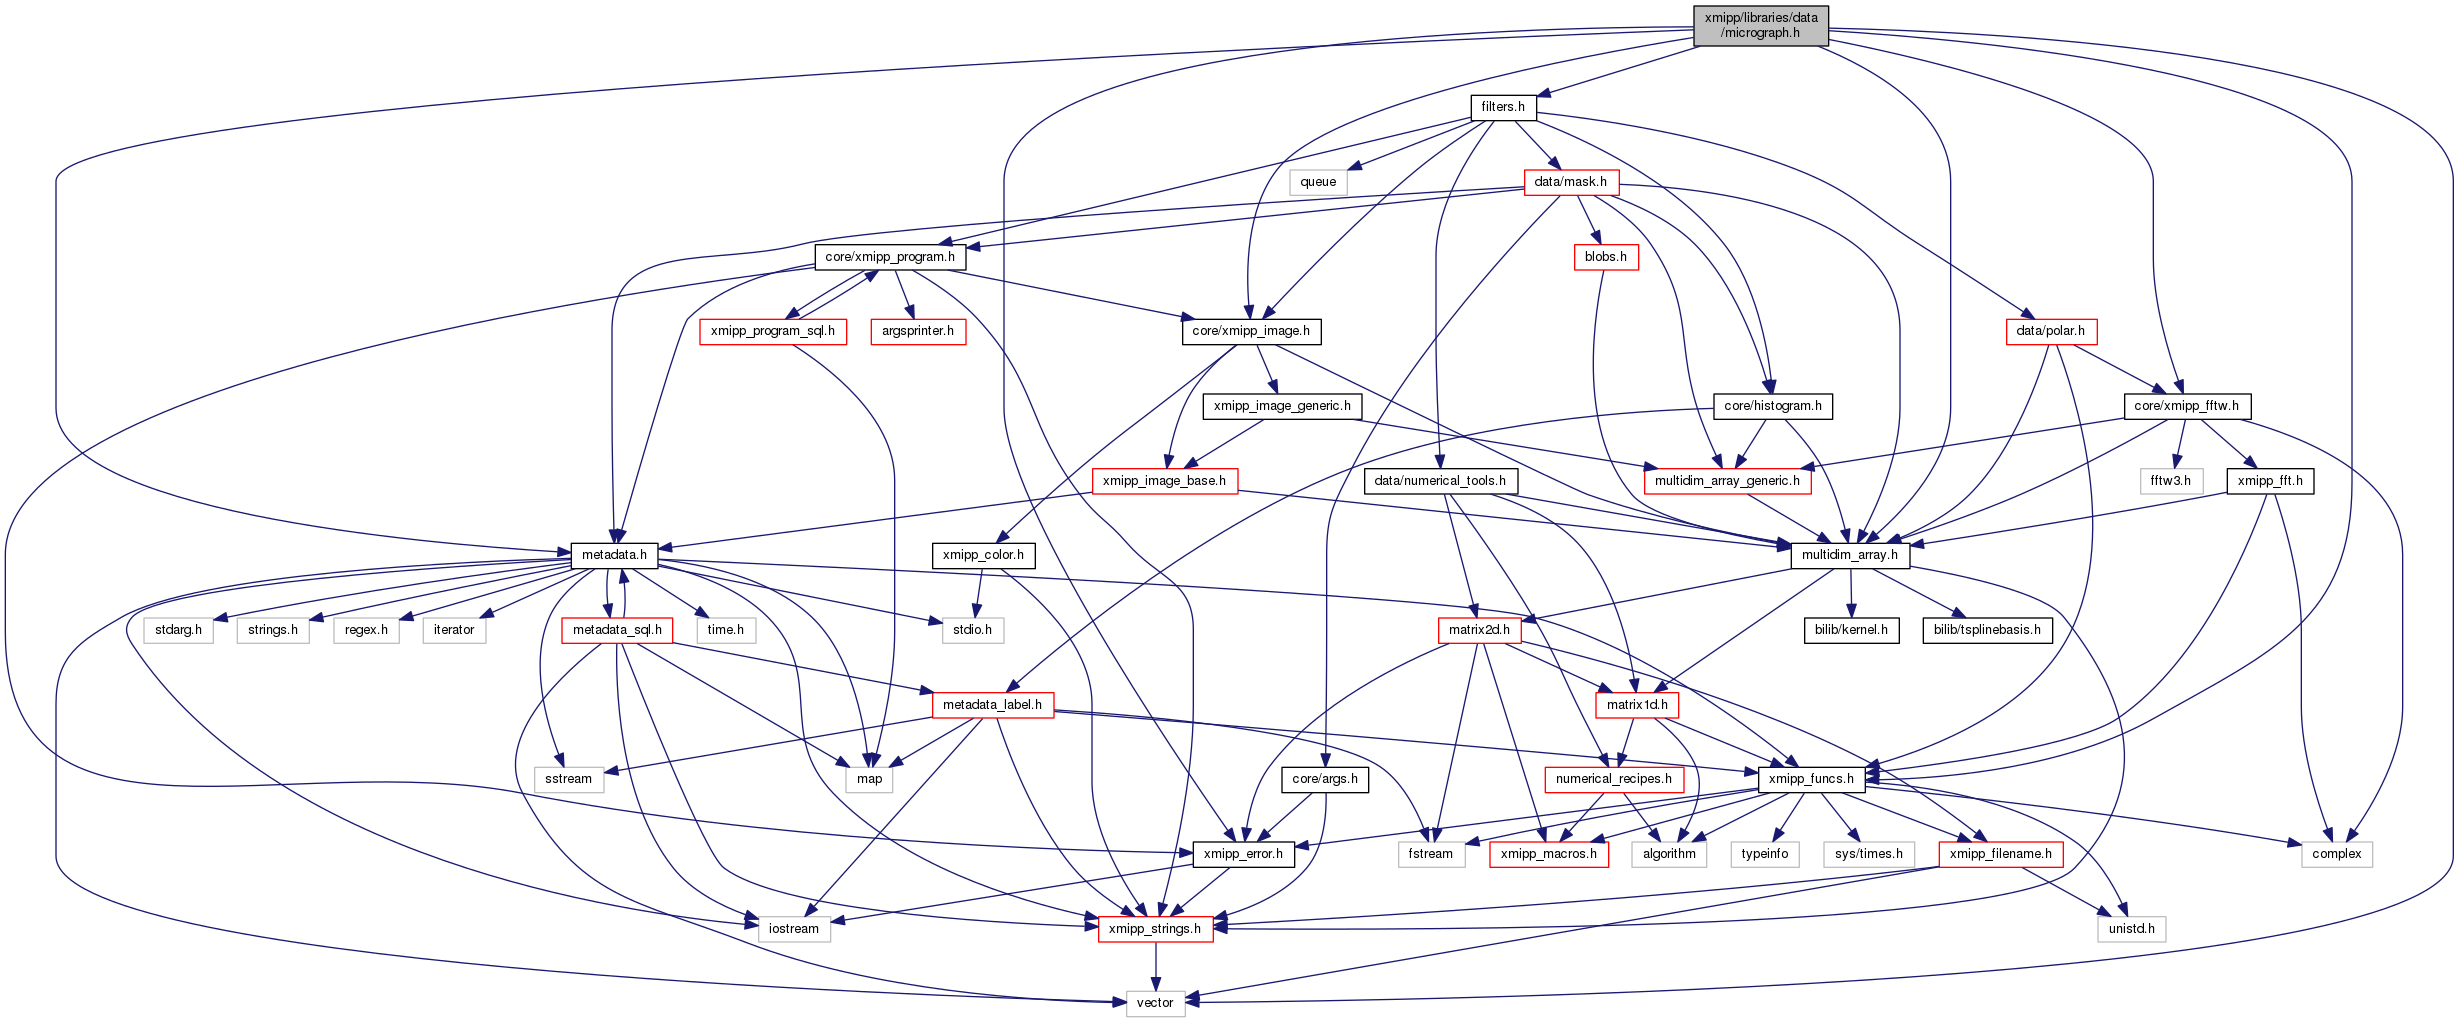 xmipp/libraries/data
/micrograph.h
filters.h
queue
data/mask.h
core/xmipp_program.h
blobs.h
xmipp_program_sql.h
argsprinter.h
core/xmipp_image.h
data/polar.h
xmipp_image_generic.h
core/histogram.h
core/xmipp_fftw.h
xmipp_image_base.h
data/numerical_tools.h
multidim_array_generic.h
fftw3.h
xmipp_fft.h
metadata.h
xmipp_color.h
multidim_array.h
stdarg.h
strings.h
regex.h
iterator
metadata_sql.h
time.h
stdio.h
matrix2d.h
bilib/kernel.h
bilib/tsplinebasis.h
metadata_label.h
matrix1d.h
sstream
map
core/args.h
numerical_recipes.h
xmipp_funcs.h
xmipp_error.h
fstream
xmipp_macros.h
algorithm
typeinfo
sys/times.h
xmipp_filename.h
complex
iostream
xmipp_strings.h
unistd.h
vector